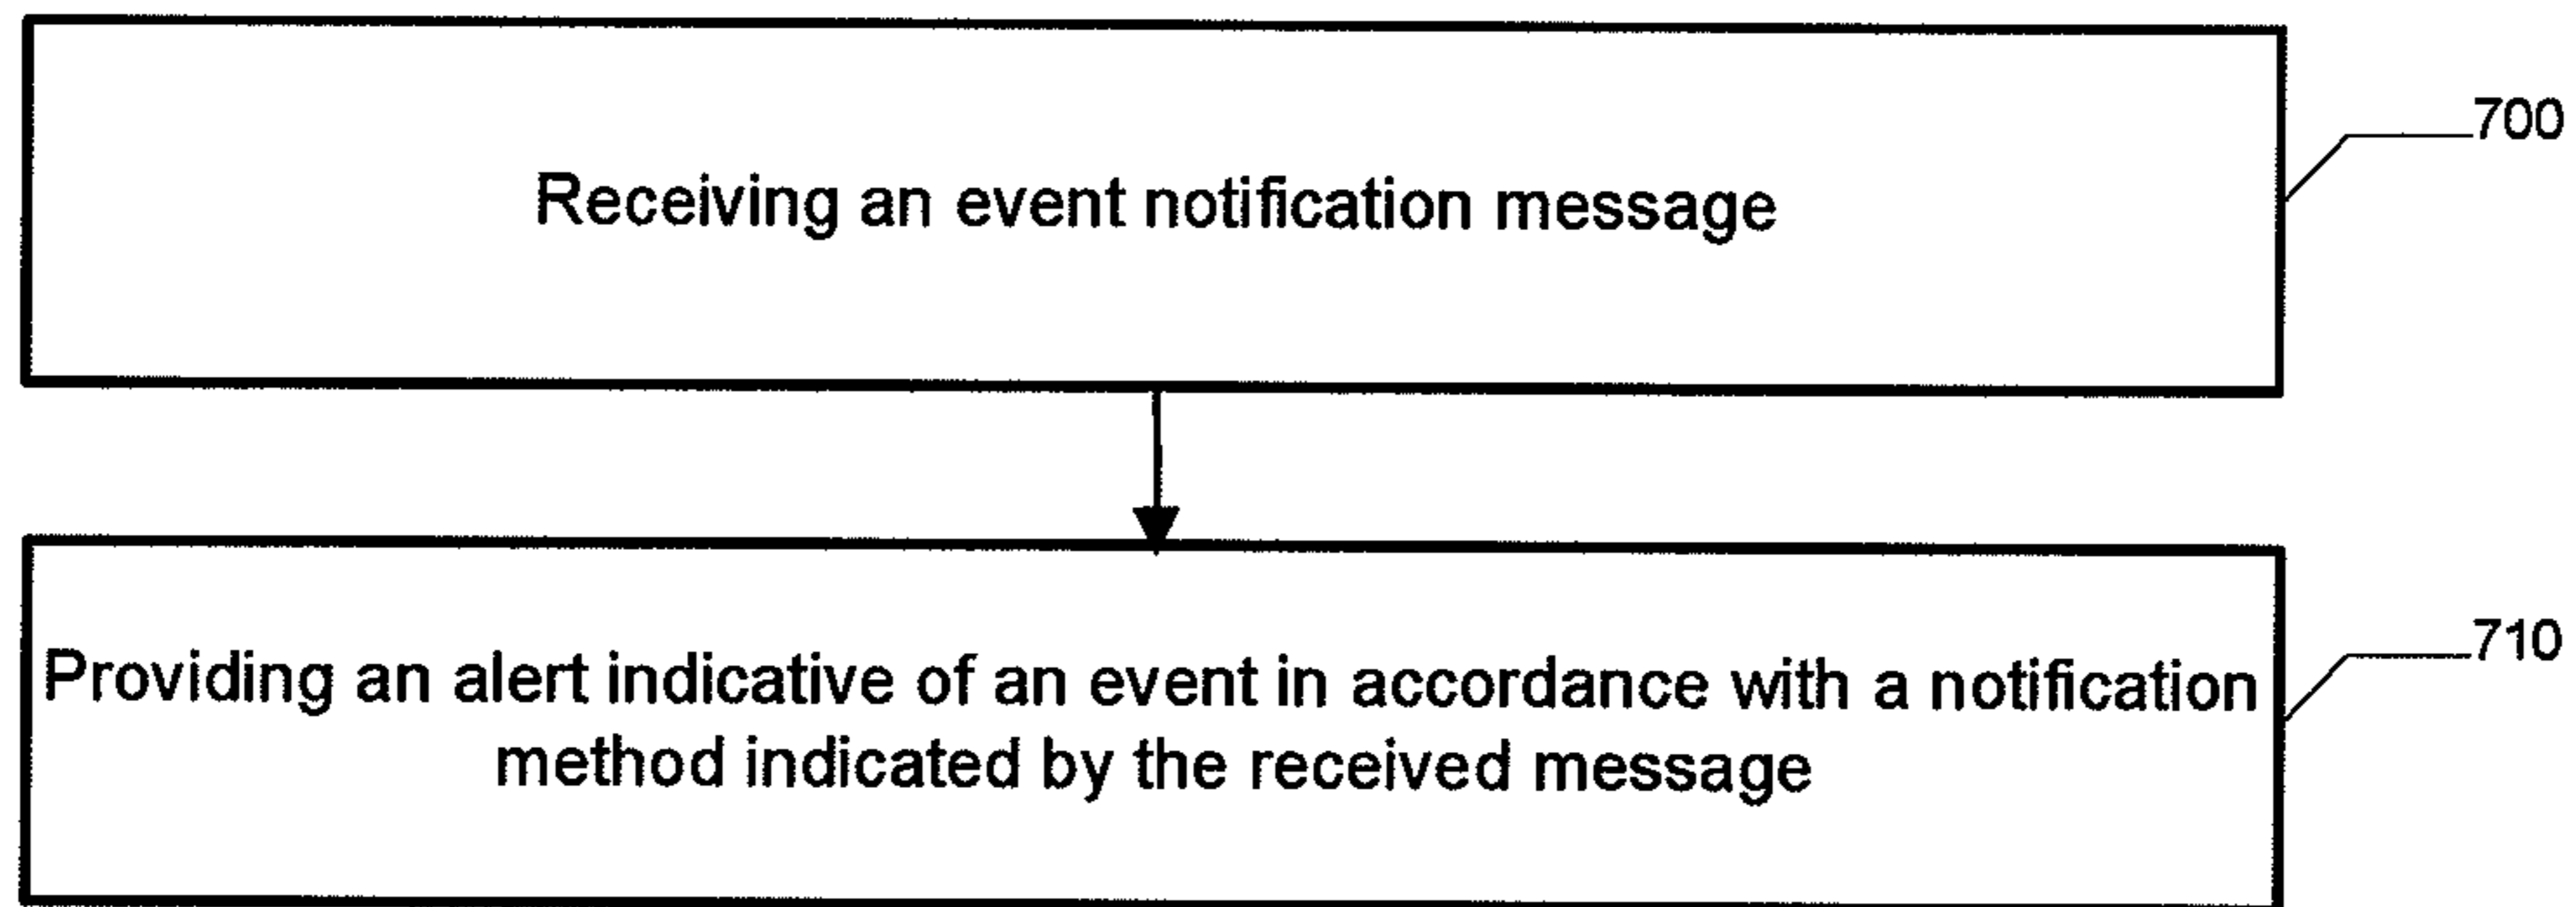 Receiving an event notification message
700
Providing an alert indicative of an event in accordance with a notification
method indicated by the received message
710